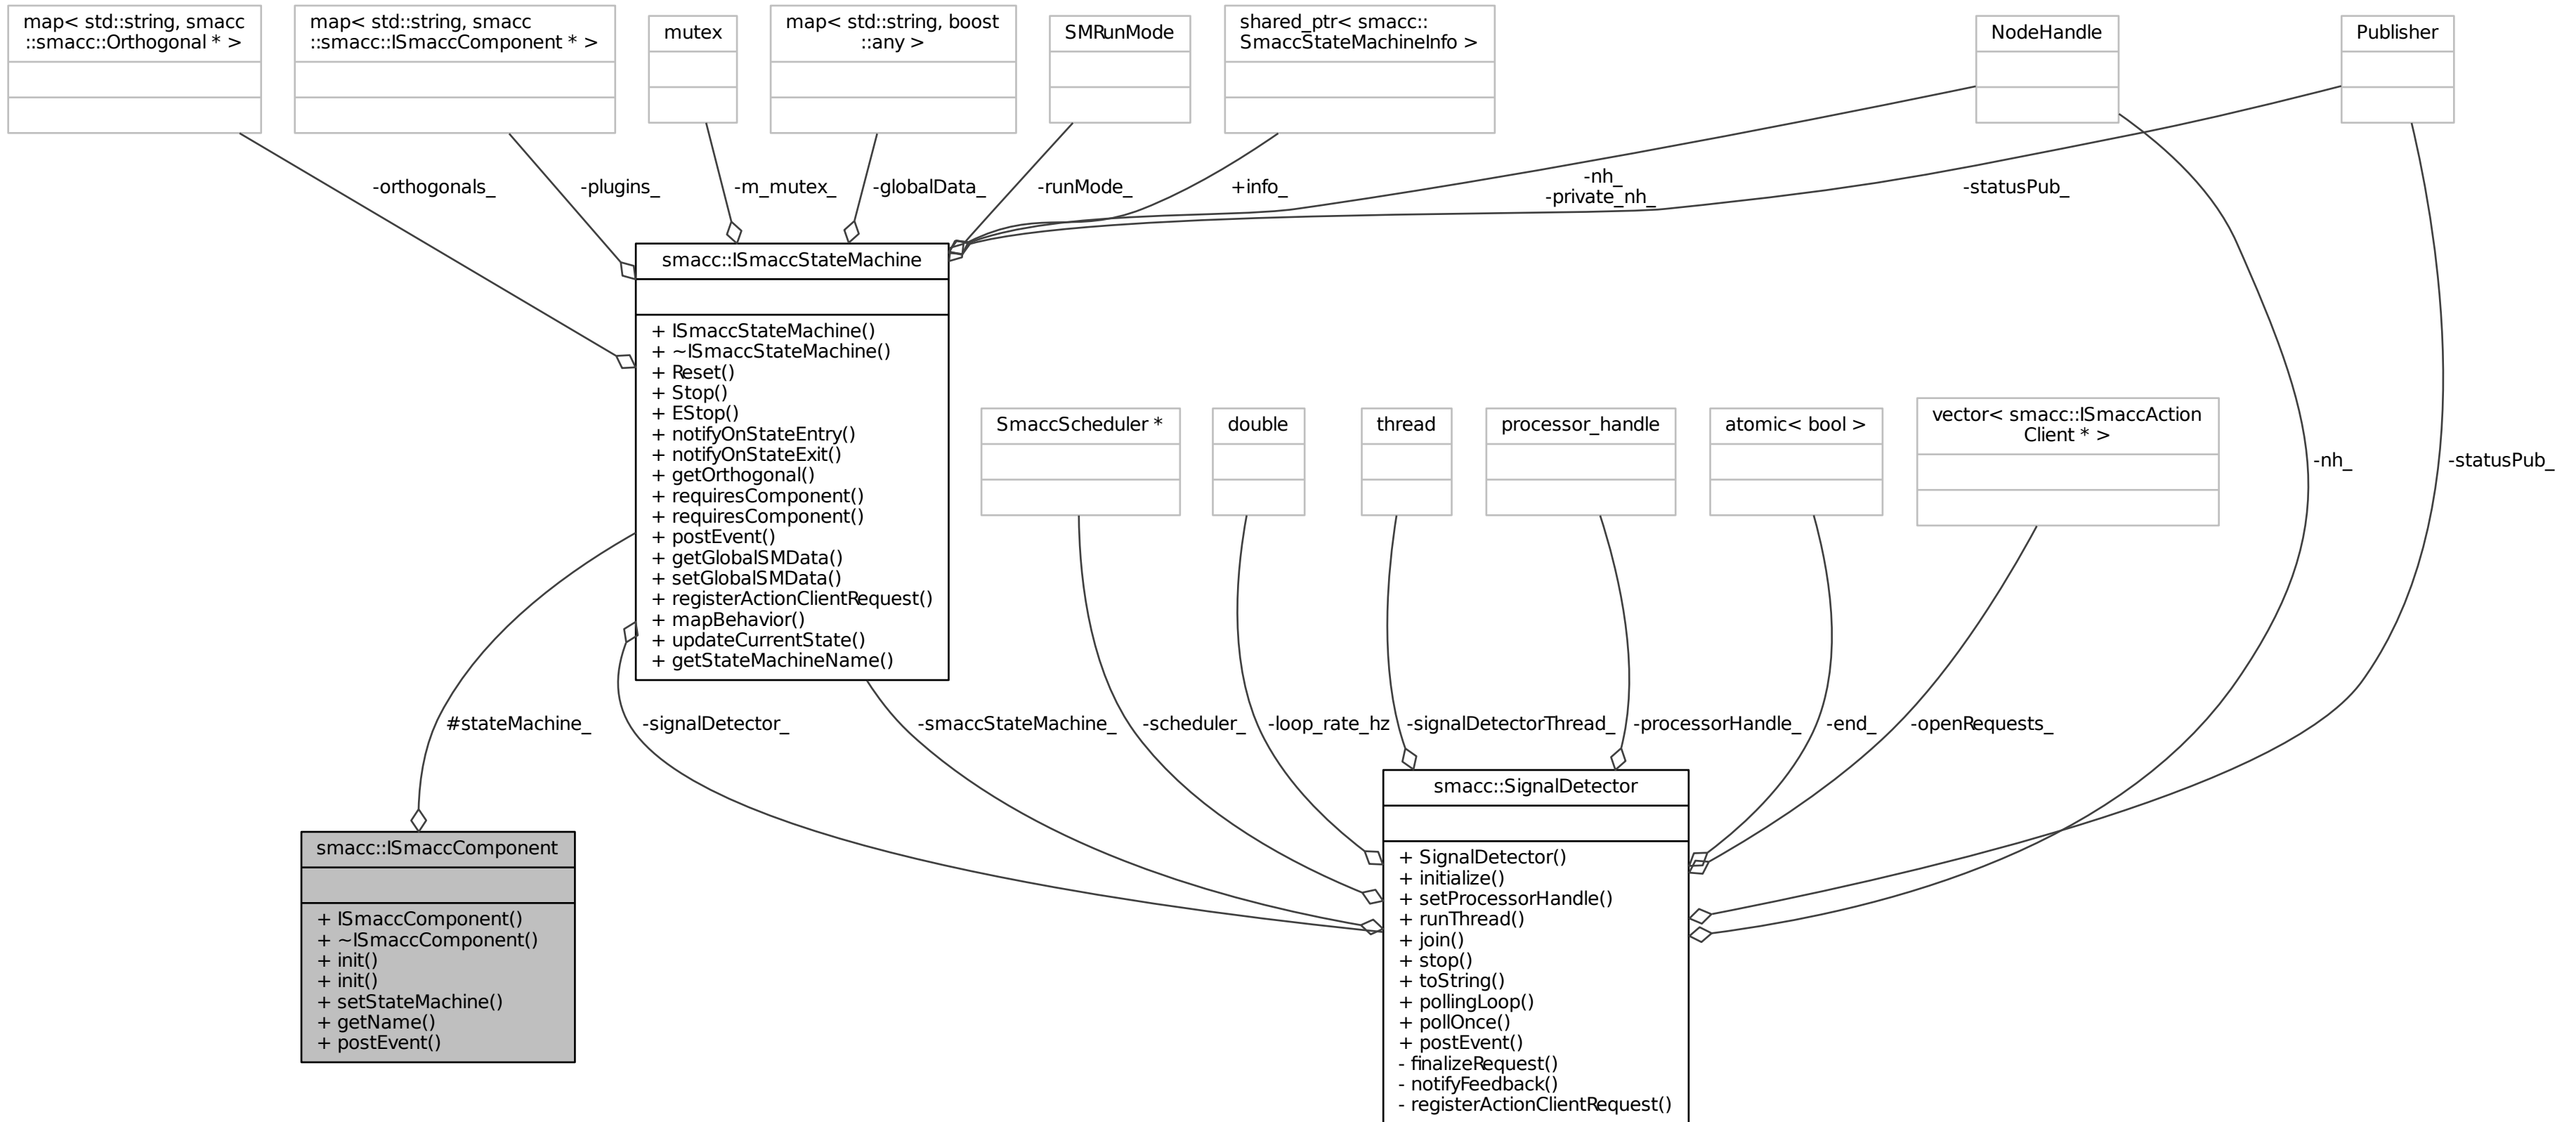 map< std::string, smacc
::smacc::Orthogonal * >
map< std::string, smacc
::smacc::ISmaccComponent * >
mutex
map< std::string, boost
::any >
SMRunMode
shared_ptr< smacc::
SmaccStateMachineInfo >
NodeHandle
Publisher
-orthogonals_
-plugins_
-m_mutex_
-globalData_
-runMode_
+info_
-nh_
-private_nh_
-statusPub_
smacc::ISmaccStateMachine
+ ISmaccStateMachine()
+ ~ISmaccStateMachine()
+ Reset()
+ Stop()
+ EStop()
+ notifyOnStateEntry()
+ notifyOnStateExit()
+ getOrthogonal()
+ requiresComponent()
+ requiresComponent()
+ postEvent()
+ getGlobalSMData()
+ setGlobalSMData()
+ registerActionClientRequest()
+ mapBehavior()
+ updateCurrentState()
+ getStateMachineName()
SmaccScheduler *
double
thread
processor_handle
atomic< bool >
vector< smacc::ISmaccAction
Client * >
-nh_
-statusPub_
#stateMachine_
-signalDetector_
-smaccStateMachine_
-scheduler_
-loop_rate_hz
-signalDetectorThread_
-processorHandle_
-end_
-openRequests_
smacc::ISmaccComponent
+ ISmaccComponent()
+ ~ISmaccComponent()
+ init()
+ init()
+ setStateMachine()
+ getName()
+ postEvent()
smacc::SignalDetector
+ SignalDetector()
+ initialize()
+ setProcessorHandle()
+ runThread()
+ join()
+ stop()
+ toString()
+ pollingLoop()
+ pollOnce()
+ postEvent()
- finalizeRequest()
- notifyFeedback()
- registerActionClientRequest()